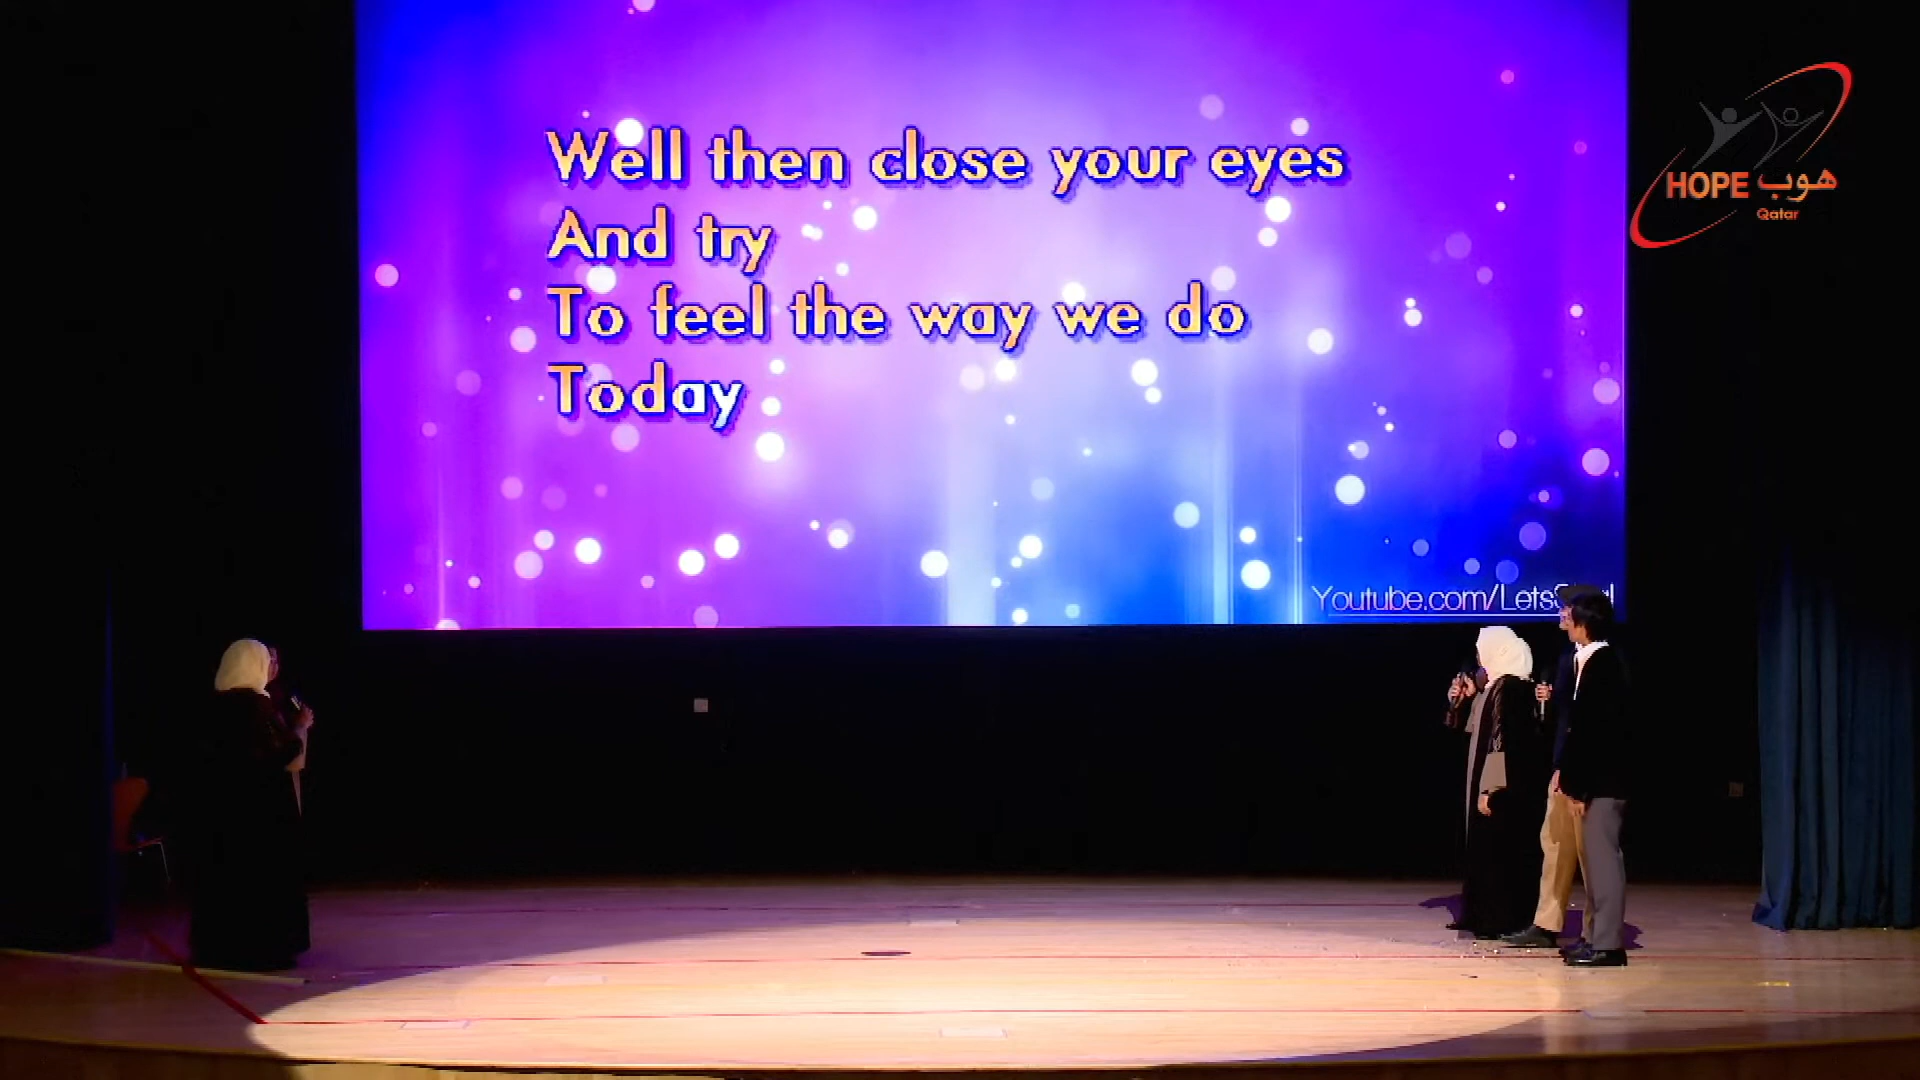 Well then close your eyes
And try
To feel the way we do
Today
HOPE هوب
Qatar